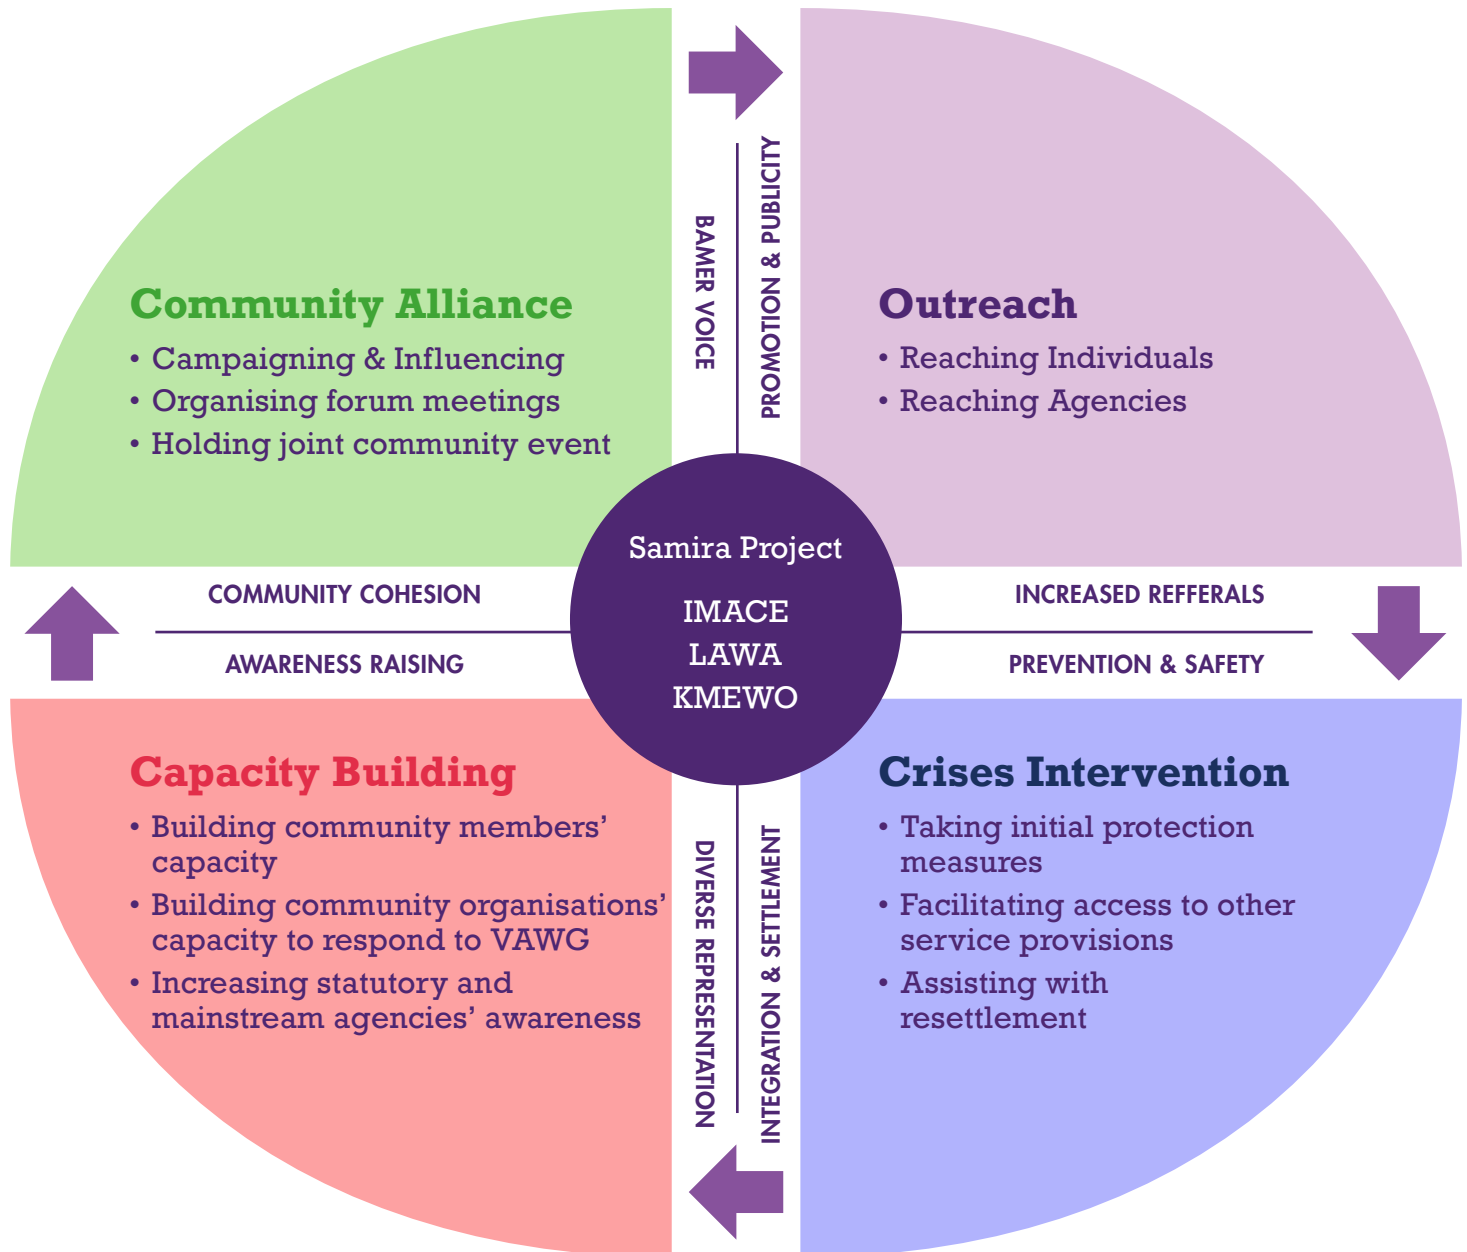 Community Alliance
• Campaigning & Influencing
• Organising forum meetings
• Holding joint community event
BAMER VOICE
PROMOTION & PUBLICITY
Outreach
• Reaching Individuals
• Reaching Agencies
Samira Project
IMACE
LAWA
KMEWO
COMMUNITY COHESION
AWARENESS RAISING
INCREASED REFFERALS
PREVENTION & SAFETY
Capacity Building
• Building community members’
capacity
• Building community organisations’
capacity to respond to VAWG
• Increasing statutory and
mainstream agencies’ awareness
DIVERSE REPRESENTATION
INTEGRATION & SETTLEMENT
Crises Intervention
• Taking initial protection
measures
• Facilitating access to other
service provisions
• Assisting with
resettlement